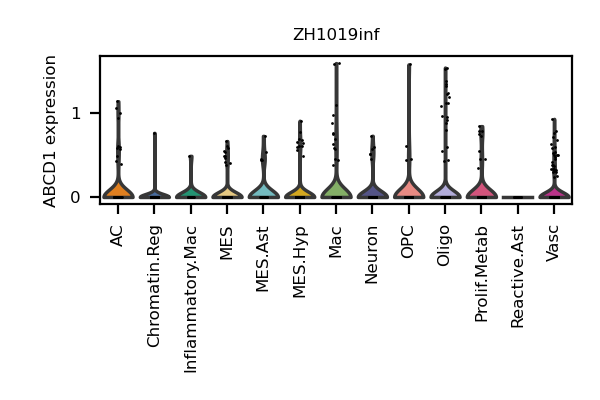 ZH1019inf
ABCD1 expression
1
0
AC
Chromatin.Reg
Inflammatory.Mac
MES
MES.Ast
MES.Hyp
Mac
Neuron
OPC
Oligo
Prolif.Metab
Reactive.Ast
Vasc